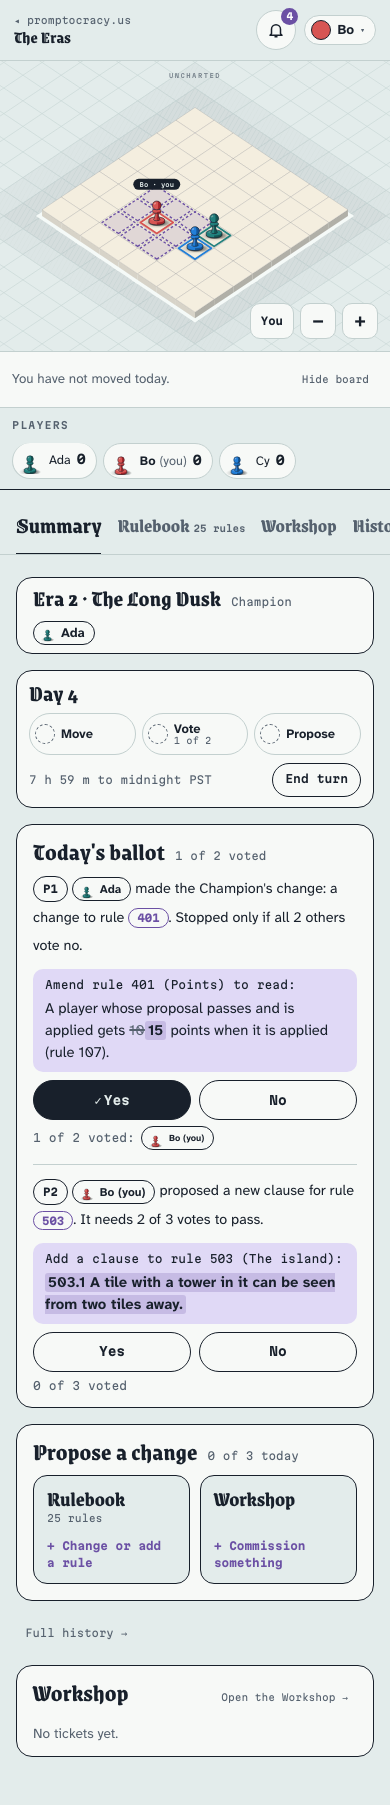 ◂ promptocracy.us
The Eras
4
Bo ▾
UNCHARTED
Bo · you
You − +
You have not moved today.
Hide board
PLAYERS
Ada 0
Bo (you) 0
Cy 0
Summary
Rulebook 25 rules
Workshop
Histo
Era 2 · The Long Dusk Champion
Ada
Day 4
Move
Vote
1 of 2
Propose
7 h 59 m to midnight PST
End turn
Today's ballot 1 of 2 voted
P1 Ada made the Champion's change: a
change to rule 401. Stopped only if all 2 others
vote no.
Amend rule 401 (Points) to read:
A player whose proposal passes and is
applied gets 10 15 points when it is applied
(rule 107).
✓Yes
No
1 of 2 voted: Bo (you)
P2 Bo (you) proposed a new clause for rule
503. It needs 2 of 3 votes to pass.
Add a clause to rule 503 (The island):
503.1 A tile with a tower in it can be seen
from two tiles away.
Yes
No
0 of 3 voted
Propose a change 0 of 3 today
Rulebook
25 rules
+ Change or add
a rule
Workshop
+ Commission
something
Full history →
Workshop
Open the Workshop →
No tickets yet.